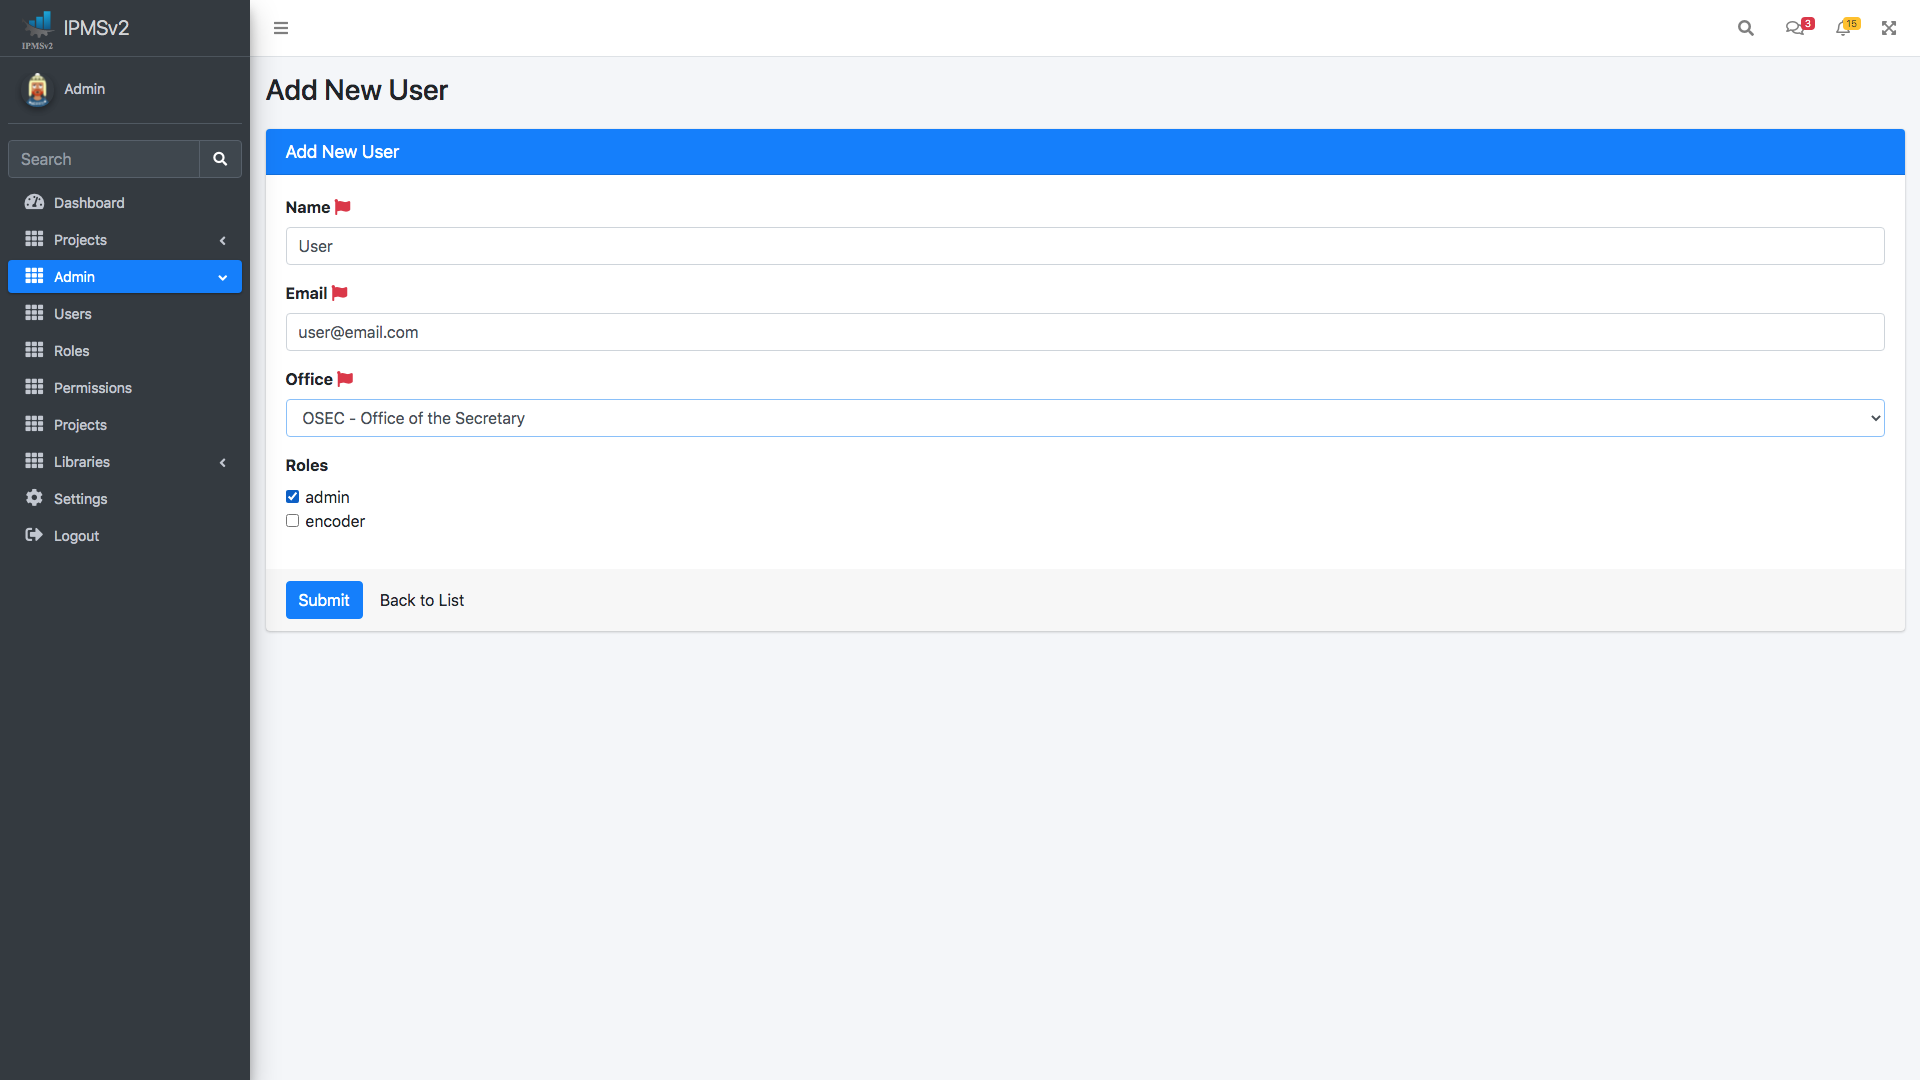 IPMSv2
IPMSv2
3
15
Admin
Search
Dashboard
Projects
Admin
Users
Roles
Permissions
Projects
Libraries
Settings
Logout
Add New User
Add New User
Name
User
Email
user@email.com
Office
OSEC - Office of the Secretary
Roles
admin
encoder
Submit
Back to List